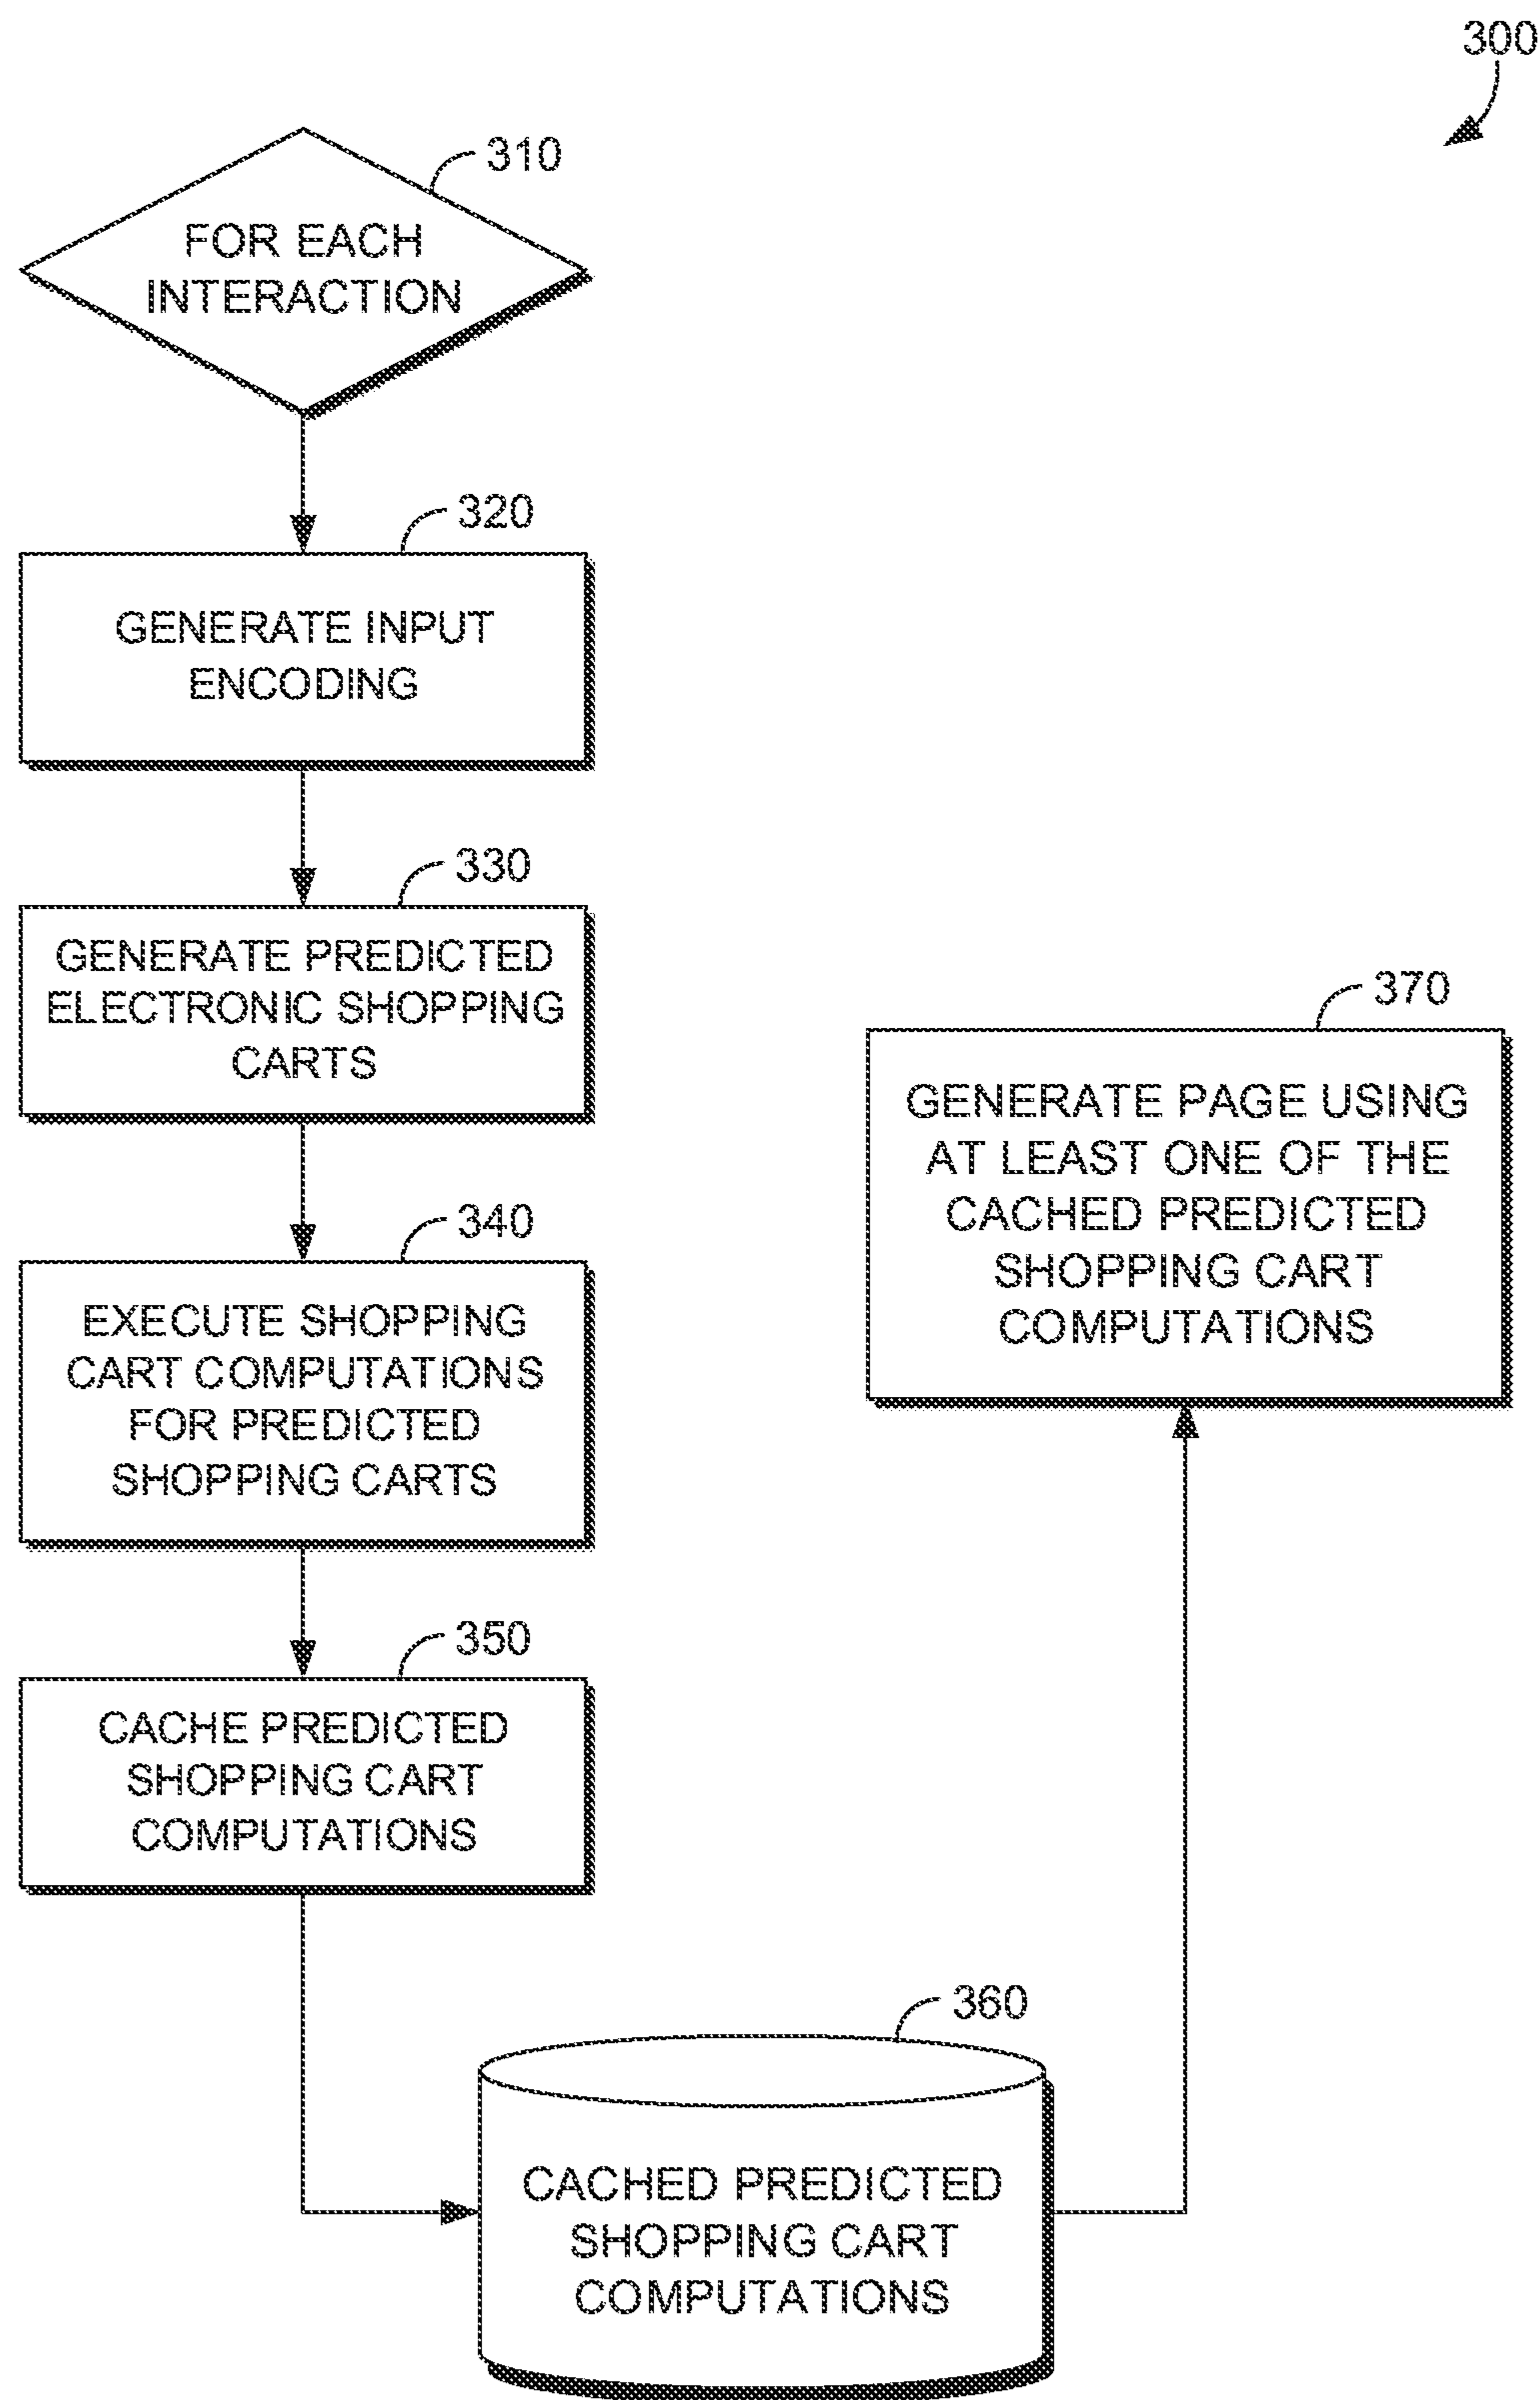 300
310
FOR EACH
INTERACTION
320
GENERATE INPUT
ENCODING
330
GENERATE PREDICTED
ELECTRONIC SHOPPING
CARTS
340
EXECUTE SHOPPING
CART COMPUTATIONS
FOR PREDICTED
SHOPPING CARTS
350
CACHE PREDICTED
SHOPPING CART
COMPUTATIONS
360
CACHED PREDICTED
SHOPPING CART
COMPUTATIONS
370
GENERATE PAGE USING
AT LEAST ONE OF THE
CACHED PREDICTED
SHOPPING CART
COMPUTATIONS